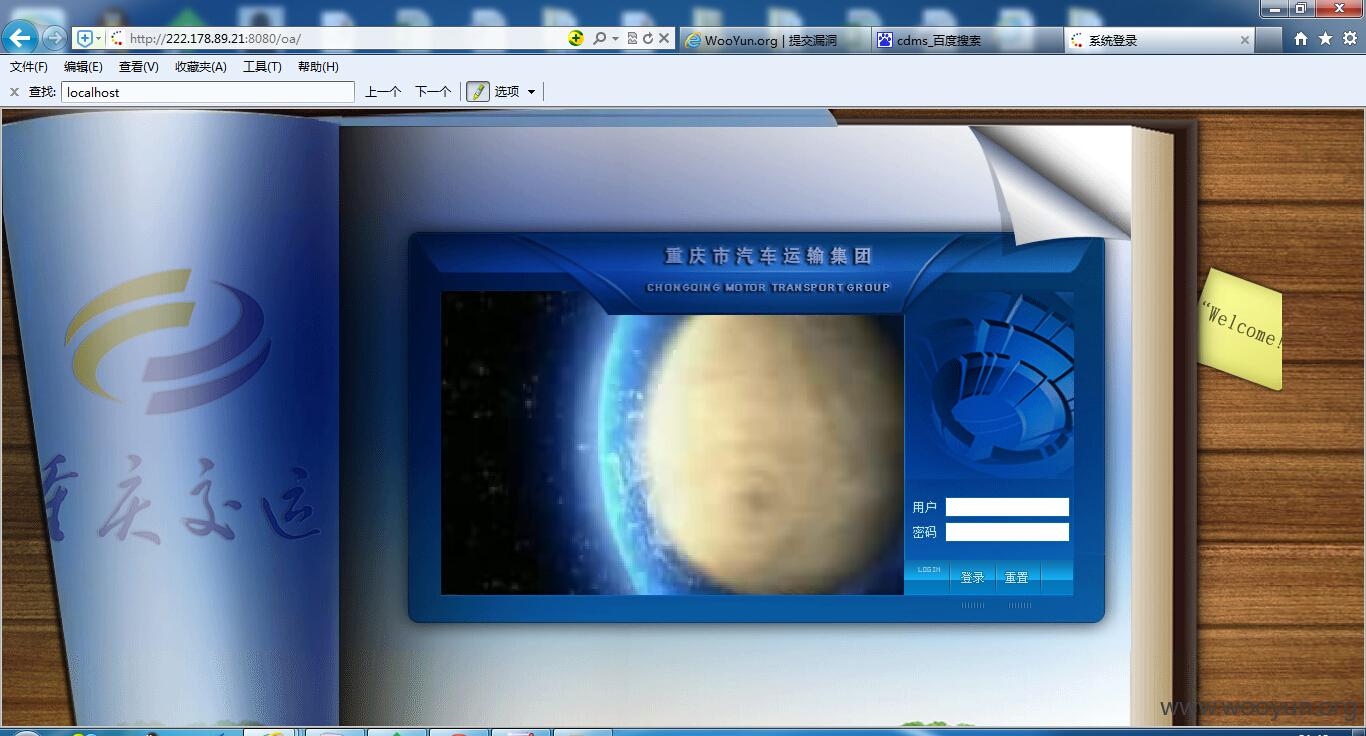 http://222.178.89.21:8080/oa/
WooYun.org | 提交漏洞
cdms_百度搜索
系统登录
文件(F) 编辑(E) 查看(V) 收藏夹(A) 工具(T) 帮助(H)
查找: localhost 上一个 下一个 选项
重庆市汽车运输集团
CHONGQING MOTOR TRANSPORT GROUP
“Welcome!
重庆交运
用户
密码
LOGIN 登录 重置
www.wooyun.org